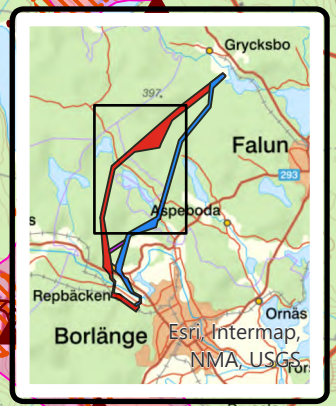 Grycksbo
397.
Falun
293
Aspeboda
s
Repbäcken
Ornäs
Borlänge
Esri, Intermap,
NMA, USGS